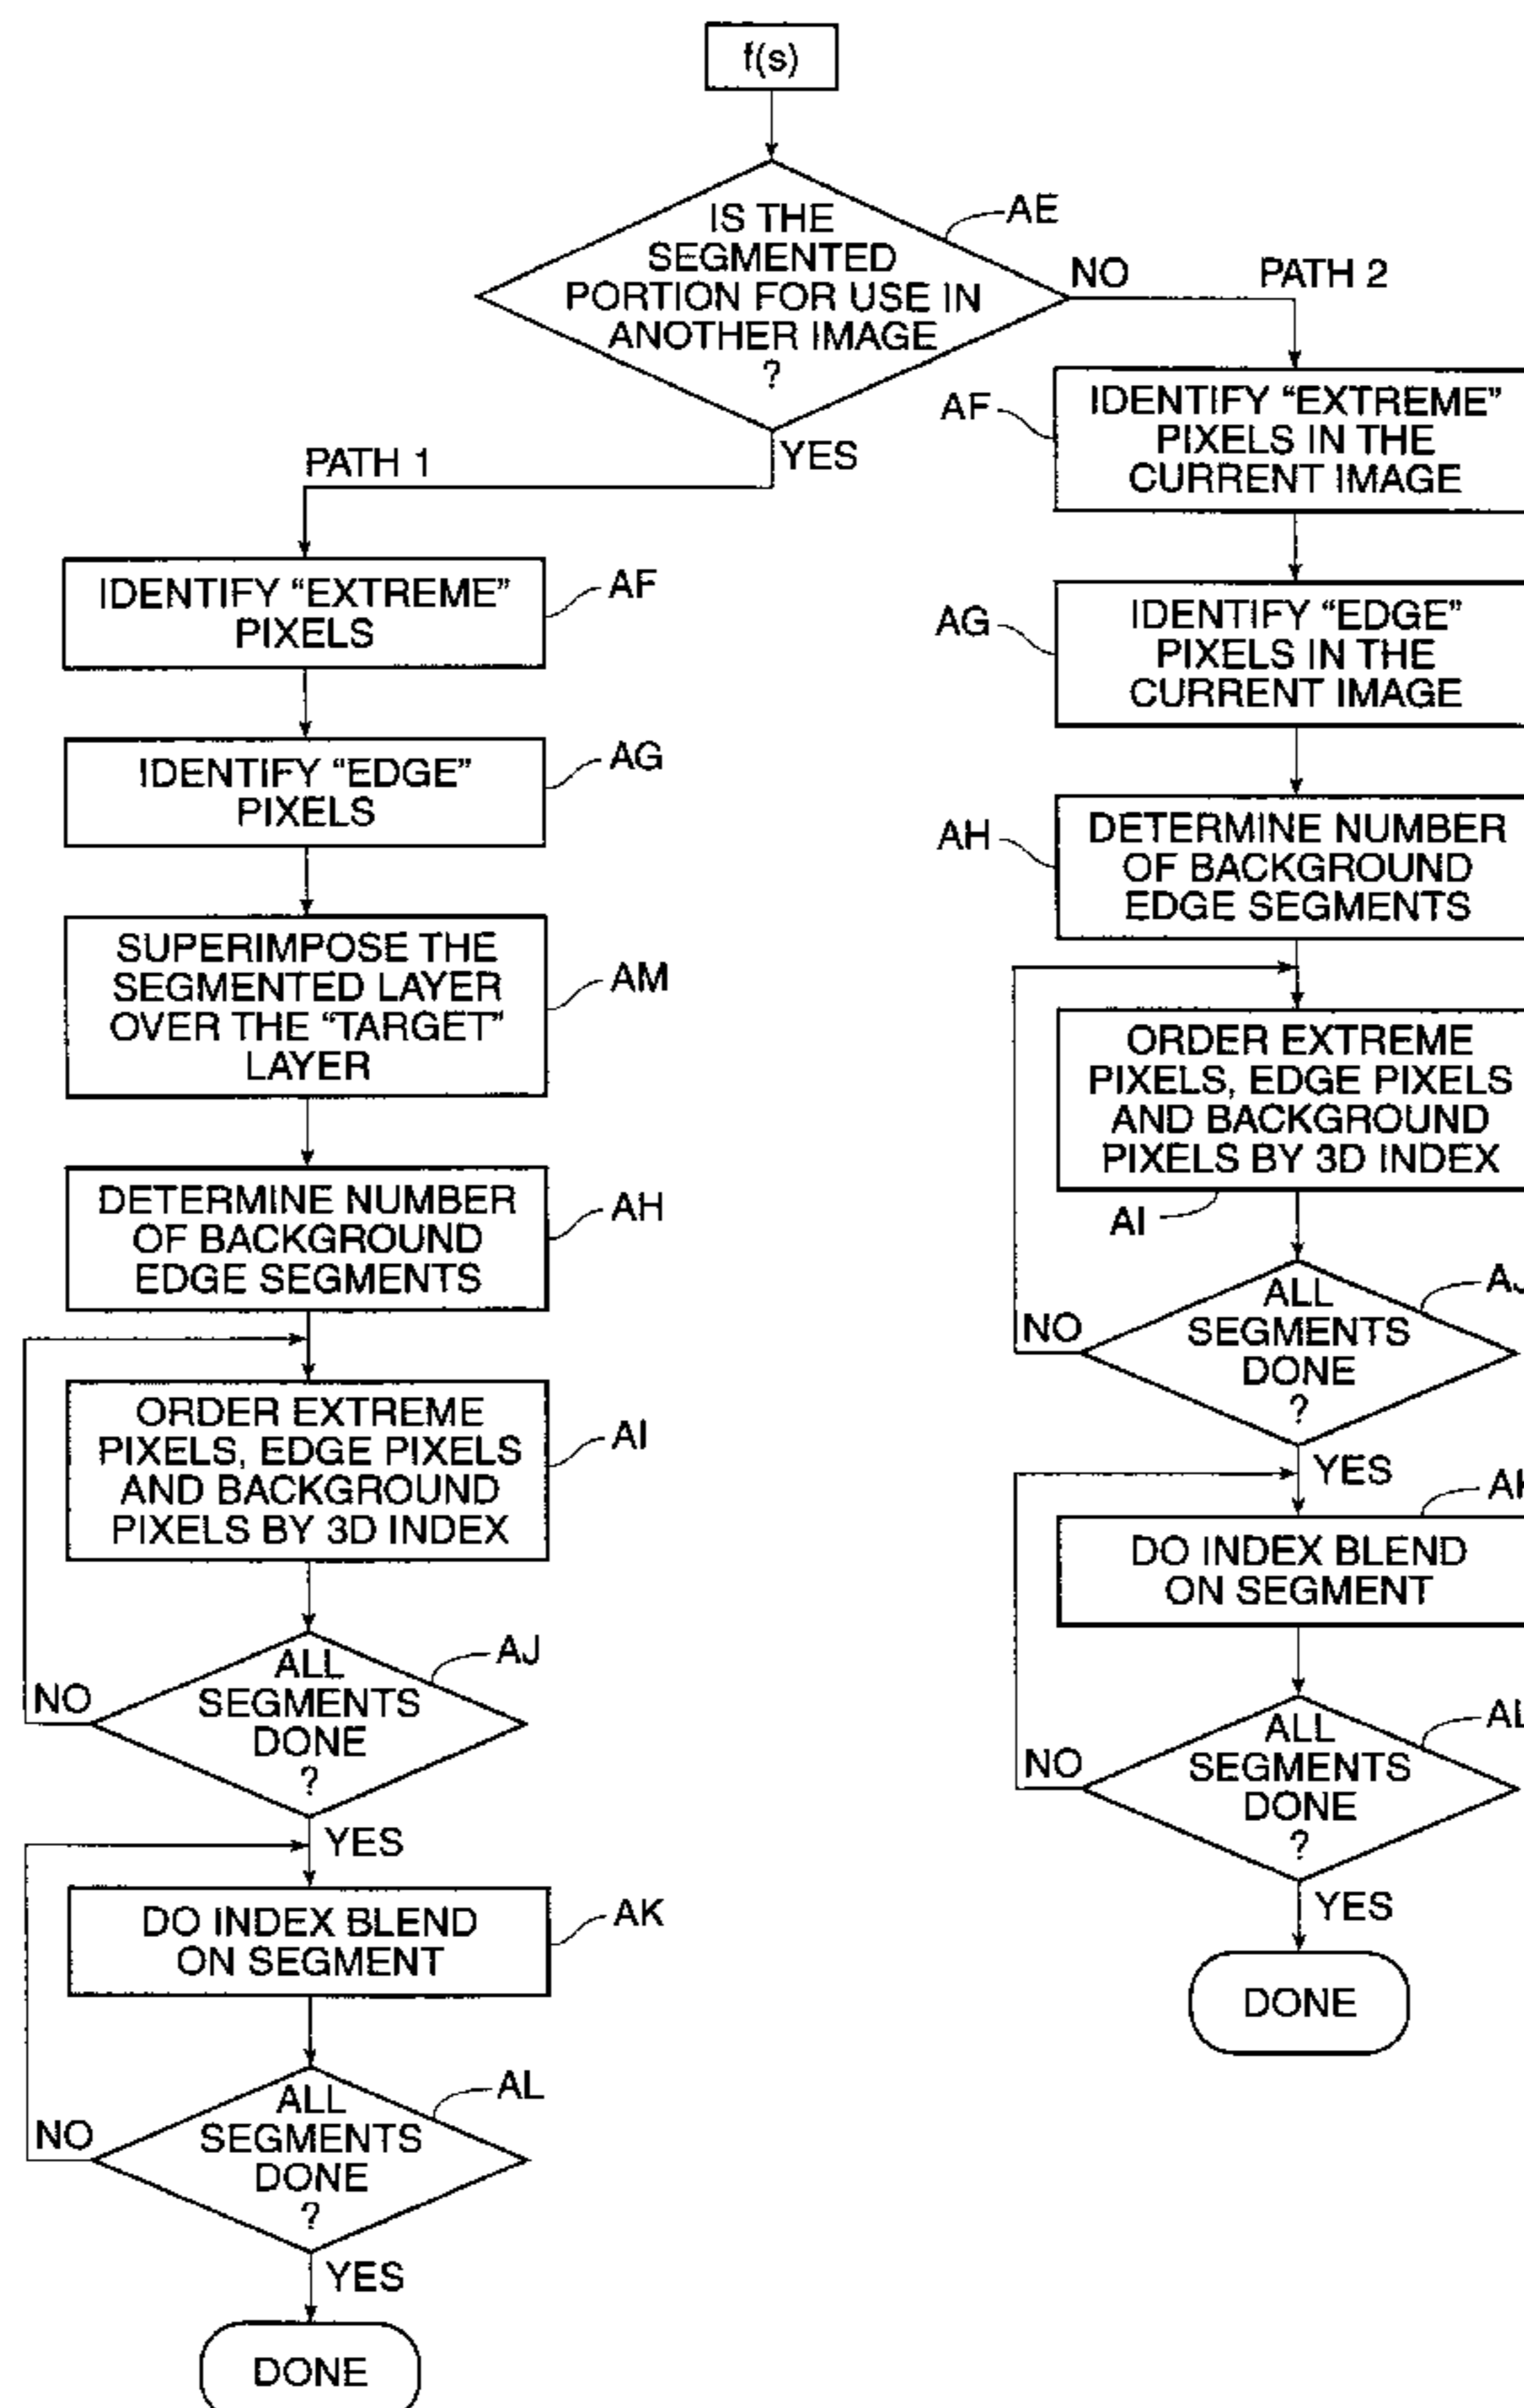 f(s)
IS THE
SEGMENTED
PORTION FOR USE IN
ANOTHER IMAGE
?
AE
NO
PATH 2
YES
PATH 1
IDENTIFY “EXTREME”
PIXELS
AF
IDENTIFY “EDGE”
PIXELS
AG
SUPERIMPOSE THE
SEGMENTED LAYER
OVER THE “TARGET”
LAYER
AM
DETERMINE NUMBER
OF BACKGROUND
EDGE SEGMENTS
AH
ORDER EXTREME
PIXELS, EDGE PIXELS
AND BACKGROUND
PIXELS BY 3D INDEX
AI
ALL
SEGMENTS
DONE
?
AJ
NO
YES
DO INDEX BLEND
ON SEGMENT
AK
ALL
SEGMENTS
DONE
?
AL
NO
YES
DONE
AF
IDENTIFY “EXTREME”
PIXELS IN THE
CURRENT IMAGE
AG
IDENTIFY “EDGE”
PIXELS IN THE
CURRENT IMAGE
AH
DETERMINE NUMBER
OF BACKGROUND
EDGE SEGMENTS
ORDER EXTREME
PIXELS, EDGE PIXELS
AND BACKGROUND
PIXELS BY 3D INDEX
AI
ALL
SEGMENTS
DONE
?
AJ
NO
YES
DO INDEX BLEND
ON SEGMENT
AK
ALL
SEGMENTS
DONE
?
AL
NO
YES
DONE